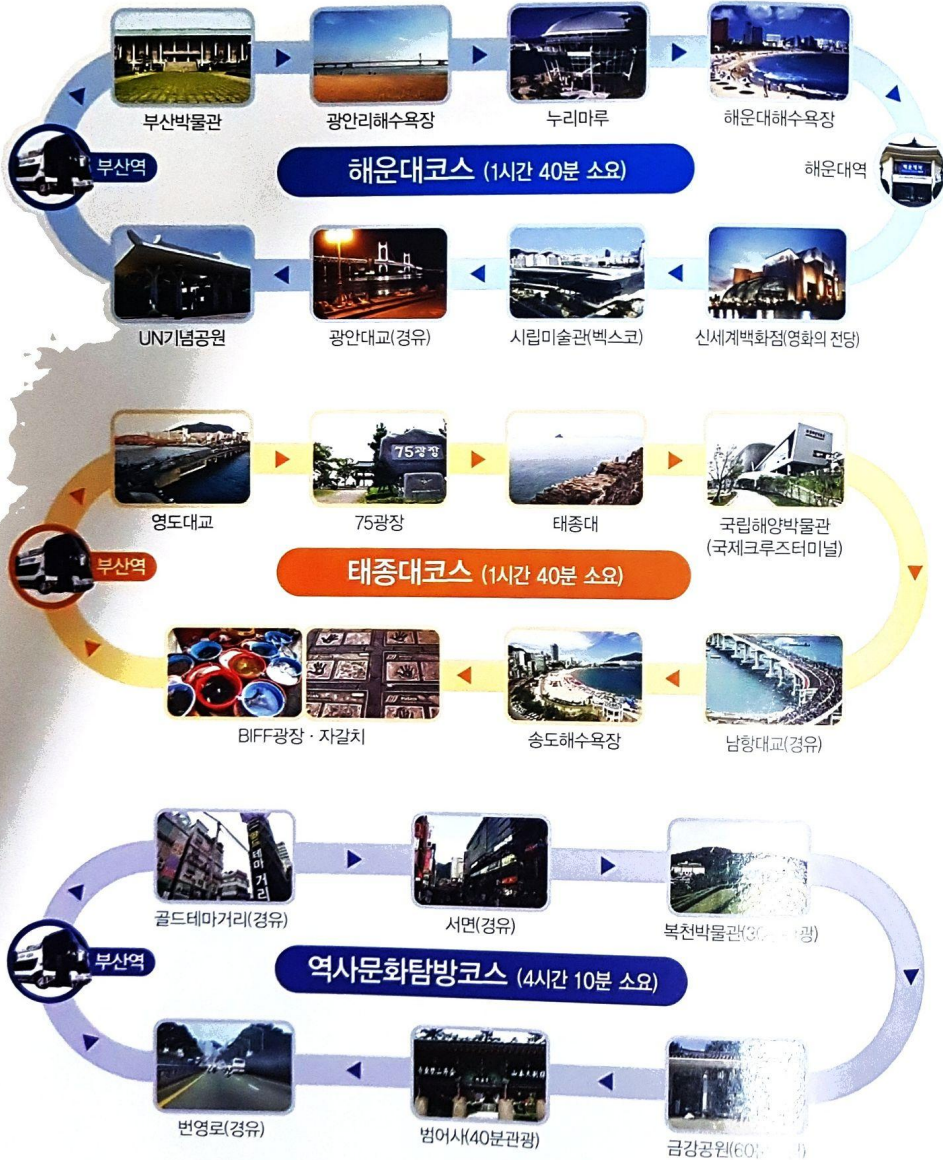 부산박물관
광안리해수욕장
누리마루
해운대해수욕장
부산역
해운대코스 (1시간 40분 소요)
해운대역
UN기념공원
광안대교(경유)
시립미술관(벡스코)
신세계백화점(영화의 전당)
75광장
영도대교
75광장
태종대
국립해양박물관
(국제크루즈터미널)
부산역
태종대코스 (1시간 40분 소요)
BIFF광장 · 자갈치
송도해수욕장
남항대교(경유)
골드테마거리
골드테마거리(경유)
서면(경유)
복천박물관
부산역
역사문화탐방코스 (4시간 10분 소요)
번영로(경유)
범어사(40분관광)
금강공원